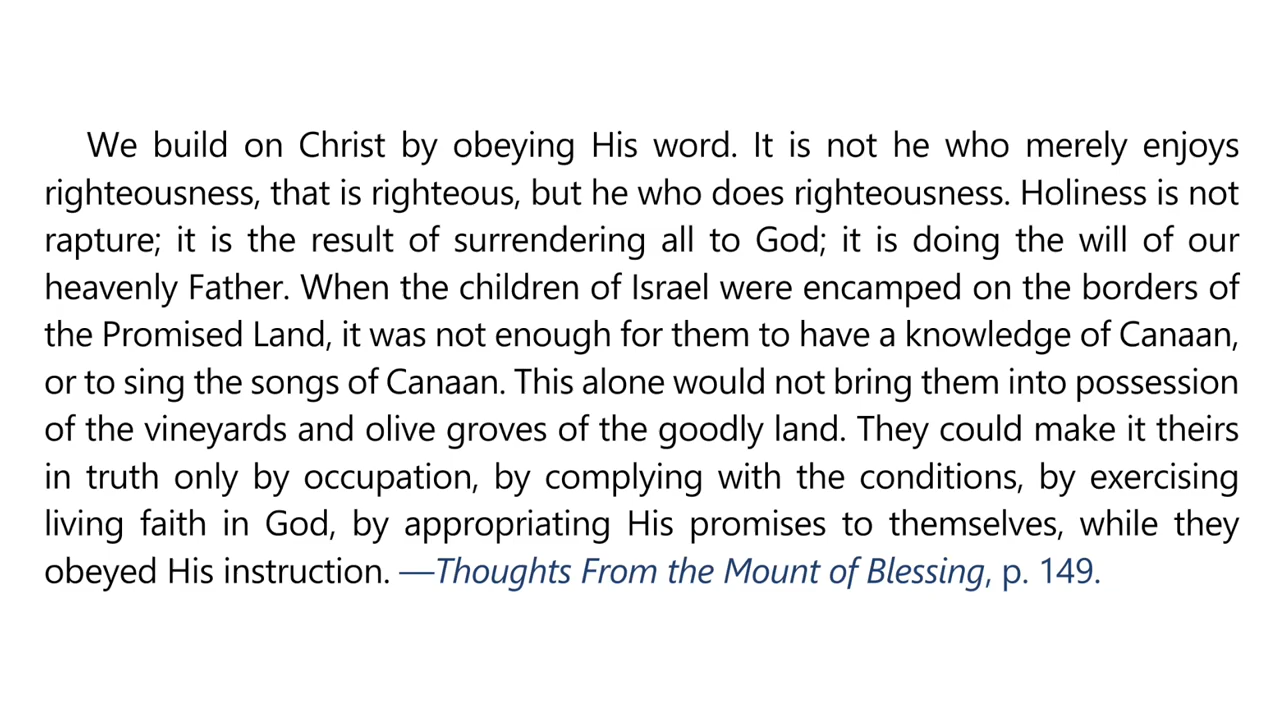 We build on Christ by obeying His word. It is not he who merely enjoys
righteousness, that is righteous, but he who does righteousness. Holiness is not
rapture; it is the result of surrendering all to God; it is doing the will of our
heavenly Father. When the children of Israel were encamped on the borders of
the Promised Land, it was not enough for them to have a knowledge of Canaan,
or to sing the songs of Canaan. This alone would not bring them into possession
of the vineyards and olive groves of the goodly land. They could make it theirs
in truth only by occupation, by complying with the conditions, by exercising
living faith in God, by appropriating His promises to themselves, while they
obeyed His instruction. —Thoughts From the Mount of Blessing, p. 149.